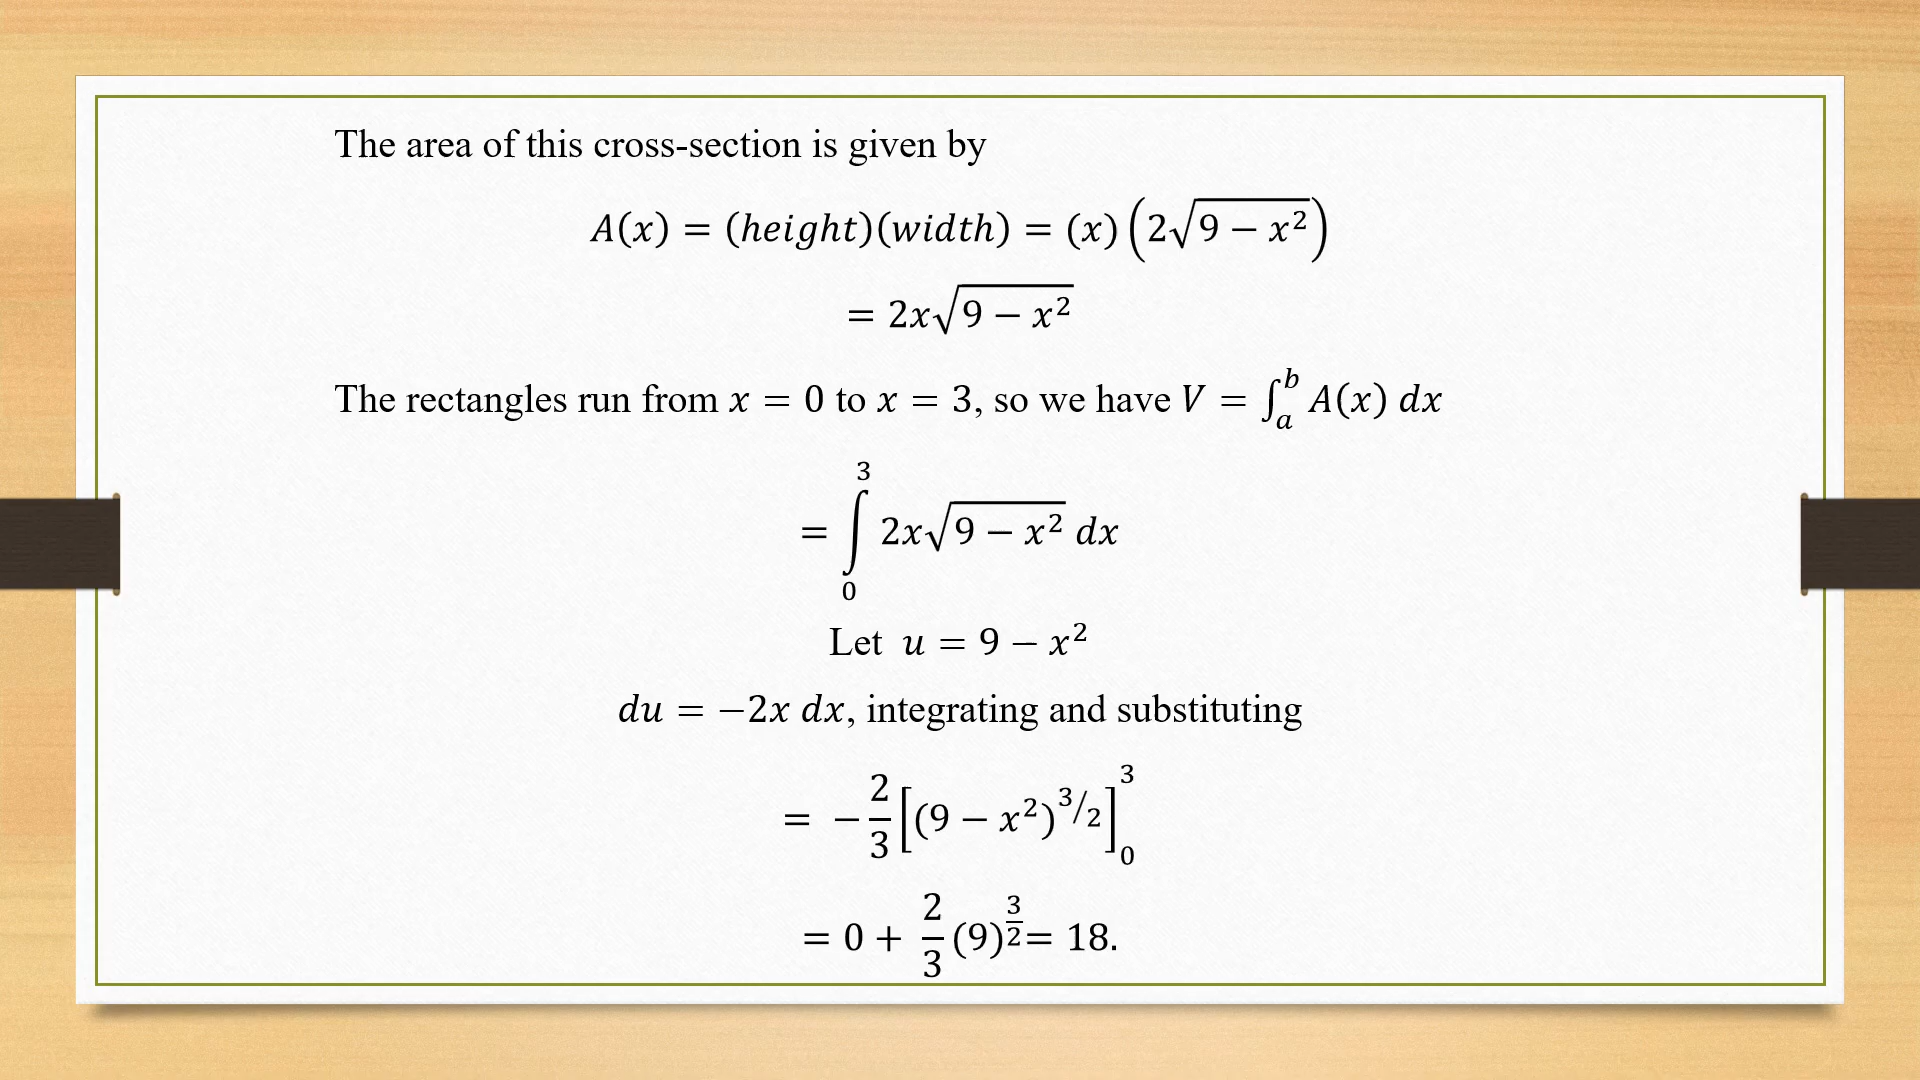 The area of this cross-section is given by
A(x) = (height)(width) = (x)(2√(9 − x²))
= 2x√(9 − x²)
The rectangles run from x = 0 to x = 3, so we have V = ∫ₐᵇ A(x) dx
= ∫₀³ 2x√(9 − x²) dx
Let u = 9 − x²
du = −2x dx, integrating and substituting
= −2/3 [(9 − x²)^(3/2)]₀³
= 0 + 2/3 (9)^(3/2) = 18.